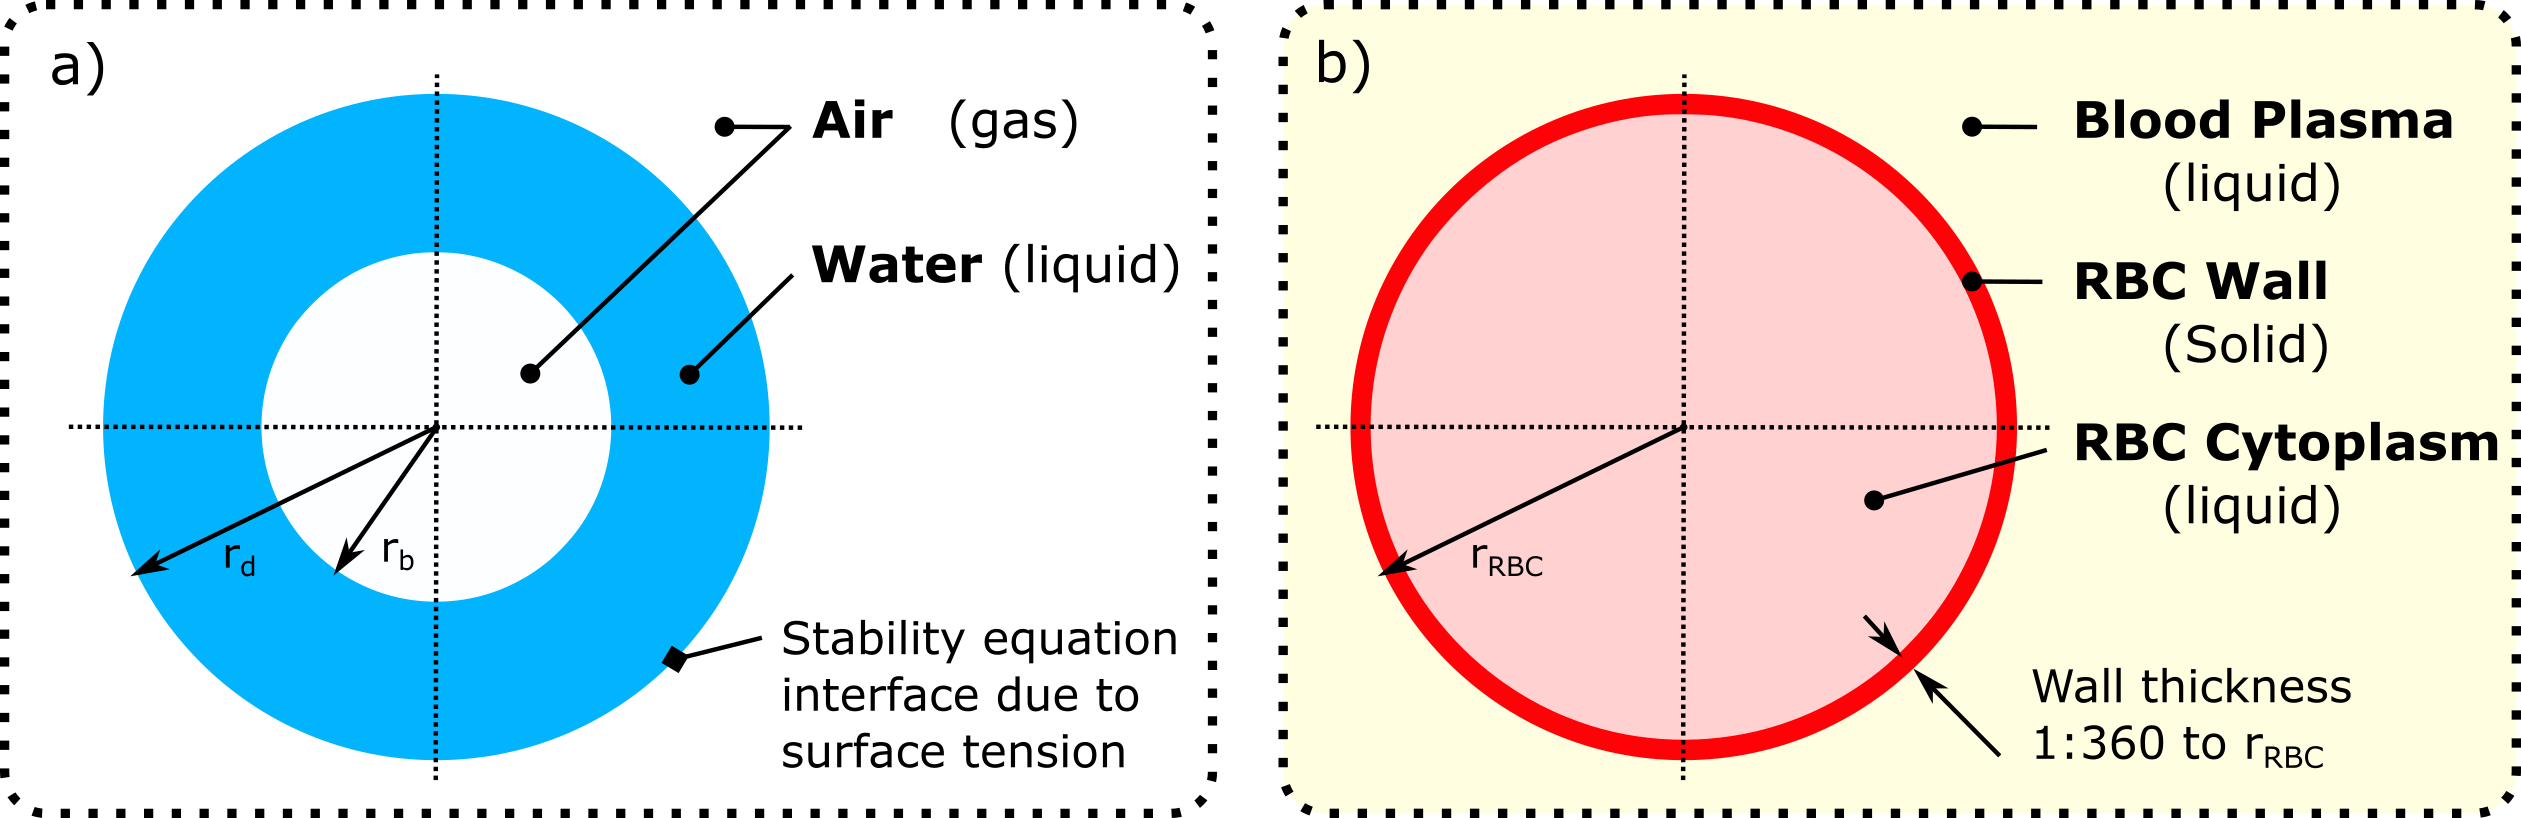 a)
Air (gas)
Water (liquid)
r_d
r_b
Stability equation
interface due to
surface tension
b)
Blood Plasma
(liquid)
RBC Wall
(Solid)
RBC Cytoplasm
(liquid)
r_RBC
Wall thickness
1:360 to r_RBC